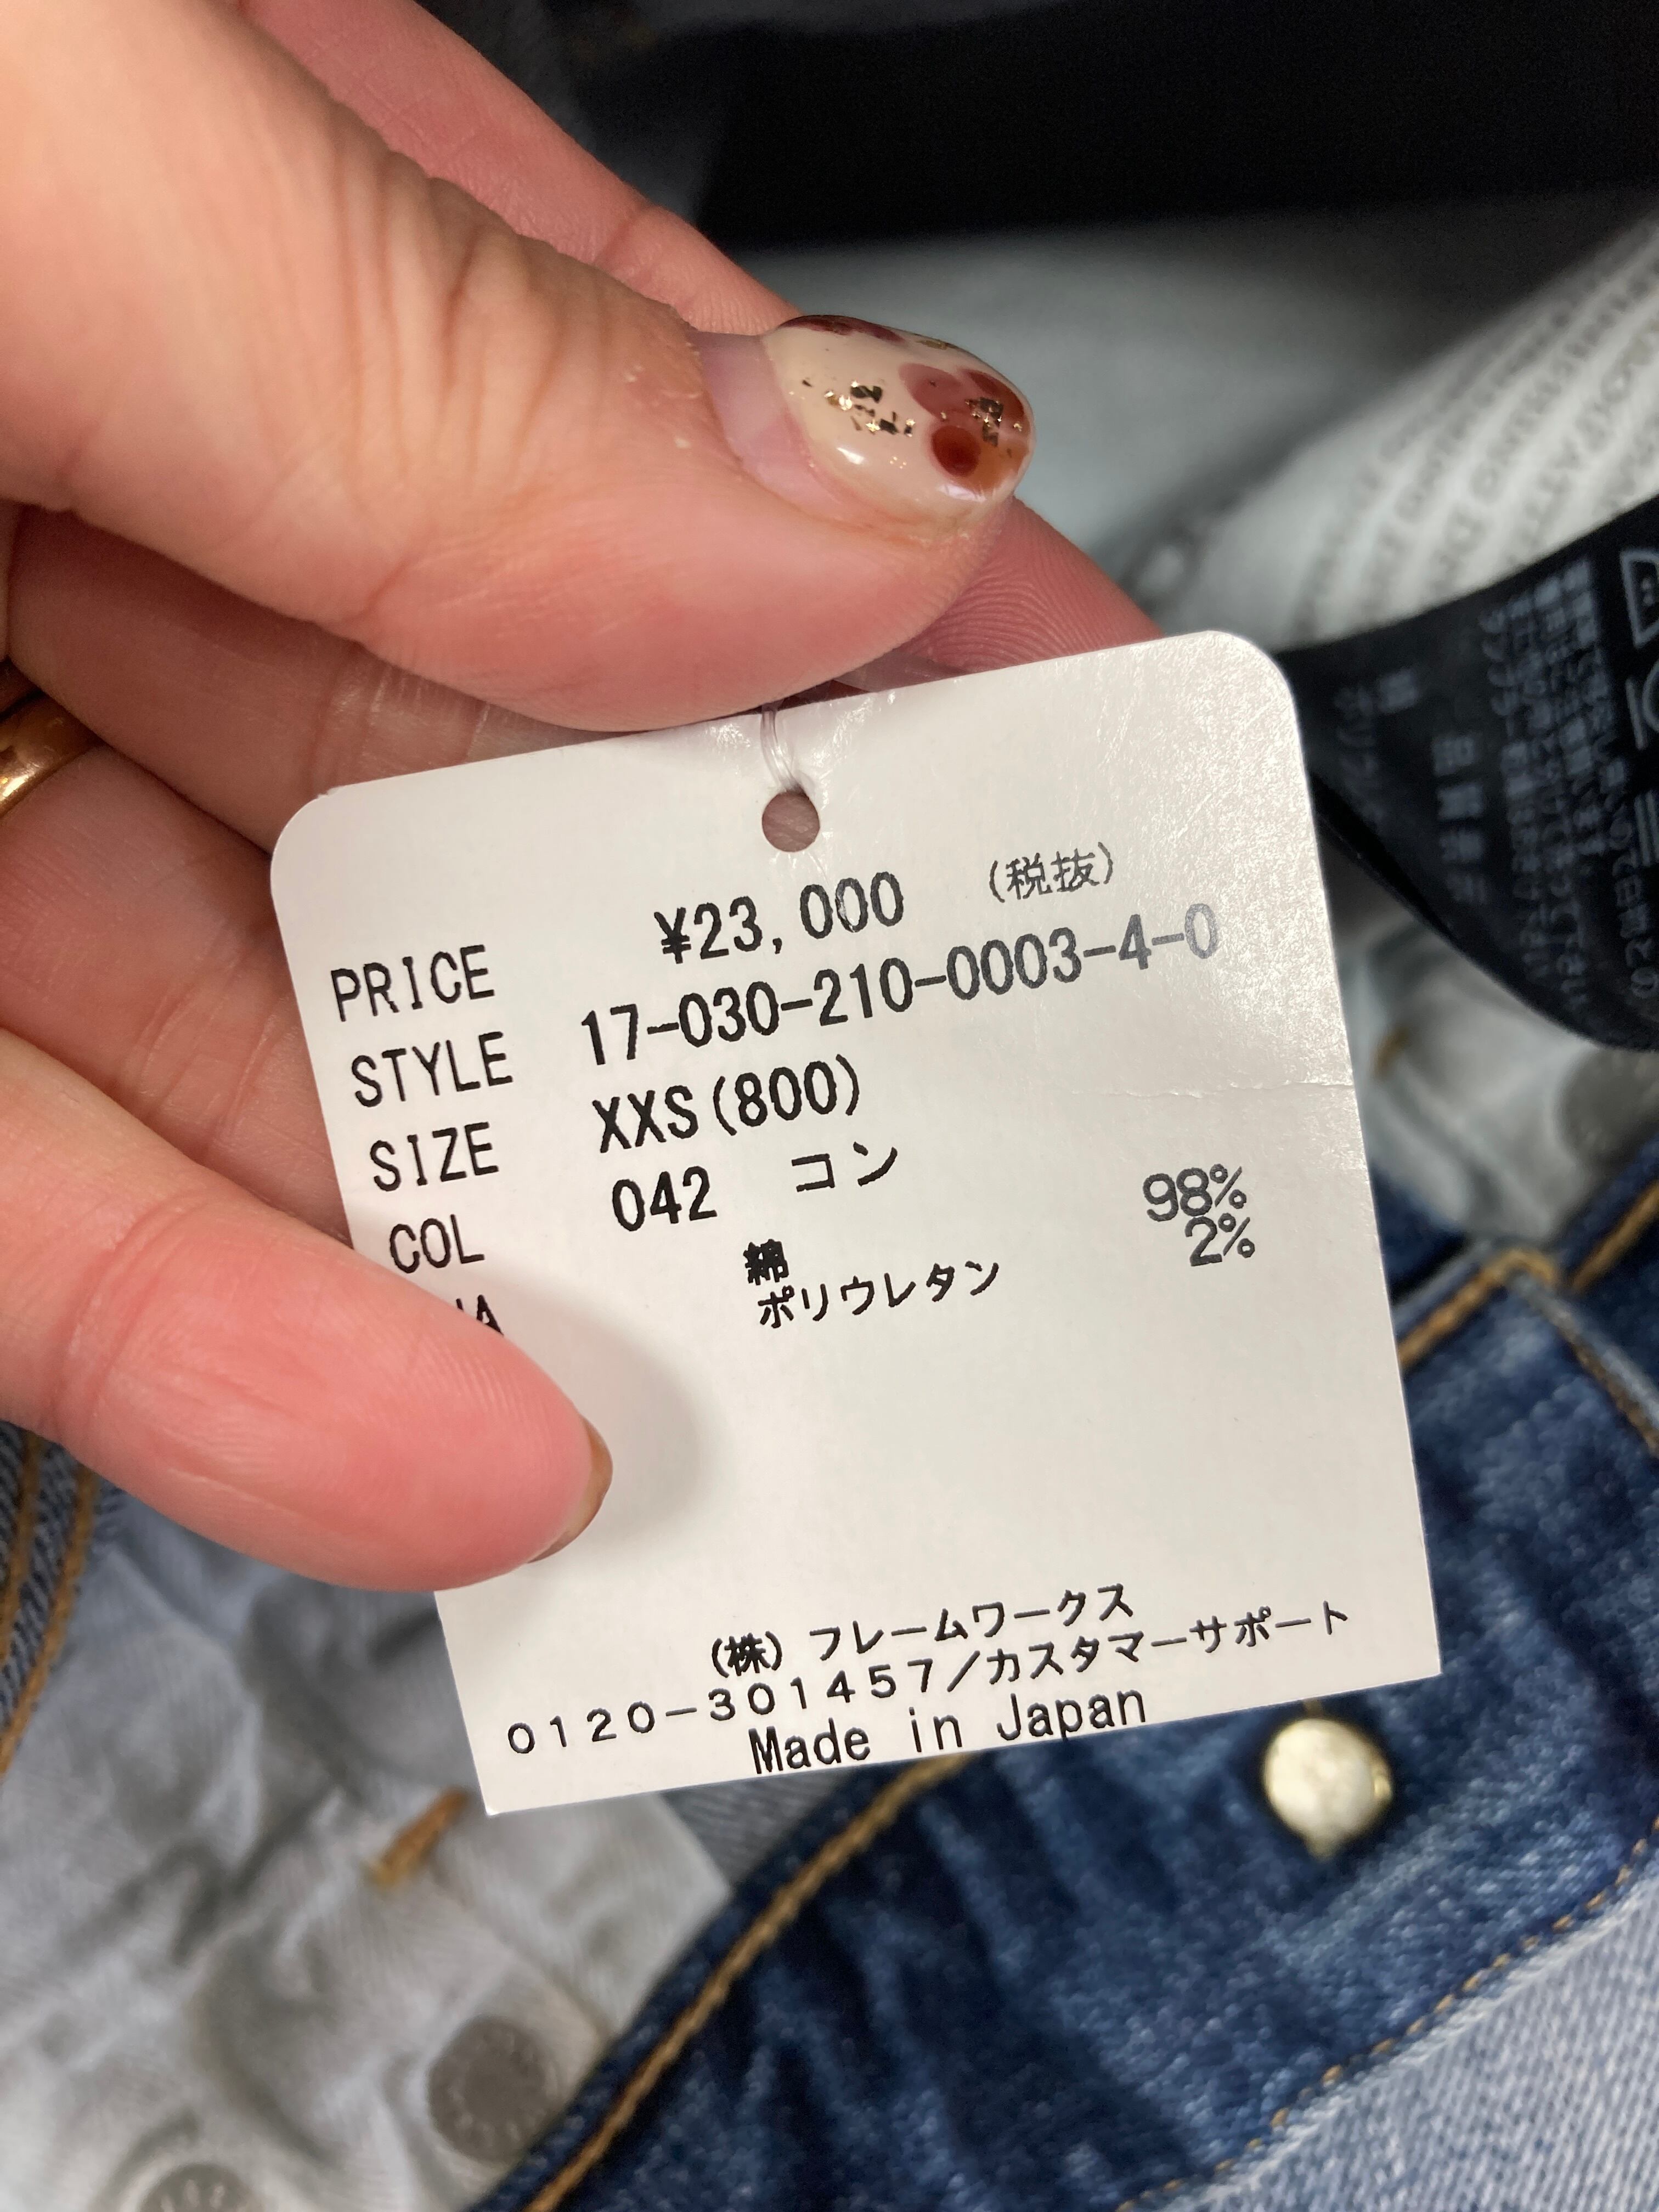 PRICE ¥23,000 (税抜)
STYLE 17-030-210-0003-4-0
SIZE XXS(800)
COL 042 コン
綿 98%
ポリウレタン 2%
(株) フレームワークス
0120-301457/カスタマーサポート
Made in Japan